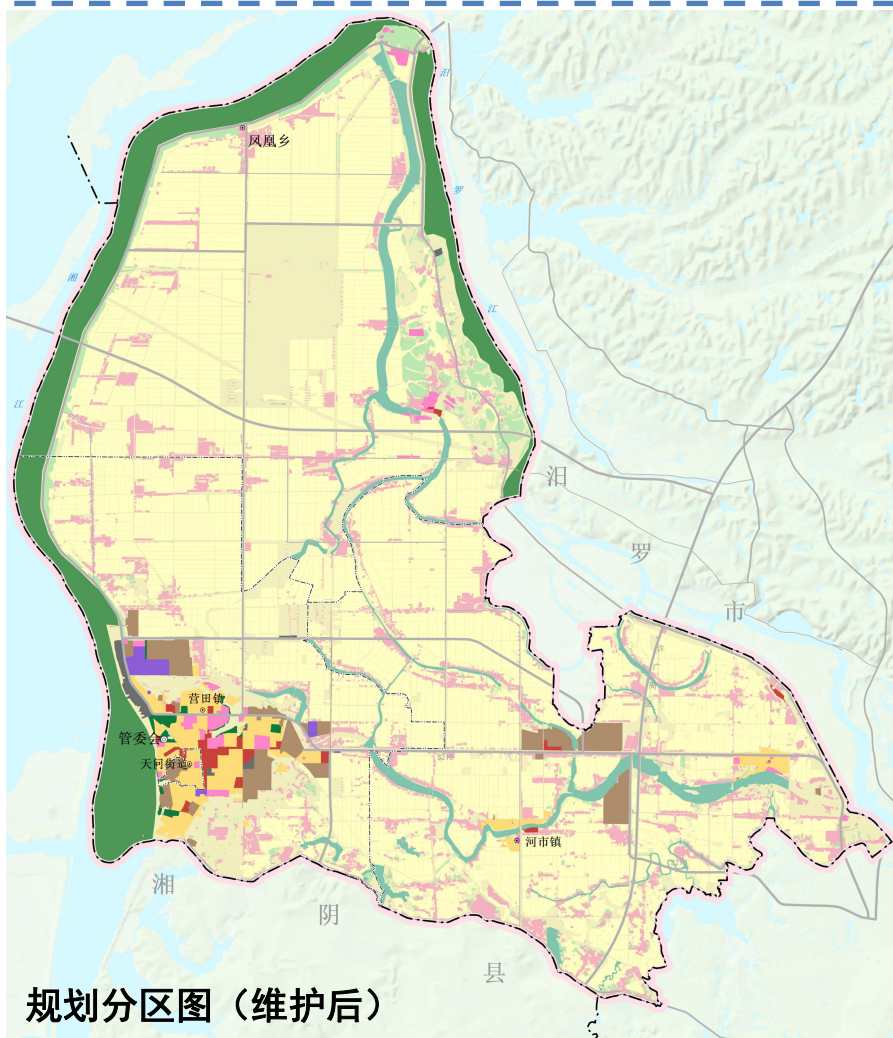 汨
凤凰乡
罗
湘
江
江
汨
罗
市
营田镇
管委会
天问街道
S210
河市镇
湘
阴
县
规划分区图（维护后）